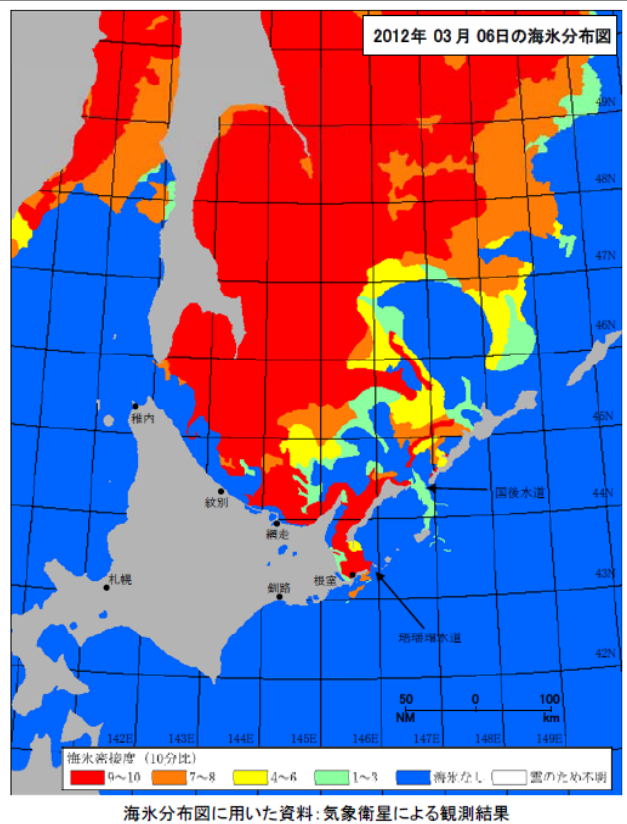 2012年 03月 06日の海氷分布図
49N
48N
47N
46N
45N
稚内
国後水道
44N
紋別
網走
札幌
根室
43N
釧路
珸瑶瑁水道
42N
50 0 100
NM km
142E 143E 144E 145E 146E 147E 148E 149E
海氷密接度 (10分比)
9~10 7~8 4~6 1~3 海氷なし 雲のため不明
海氷分布図に用いた資料:気象衛星による観測結果